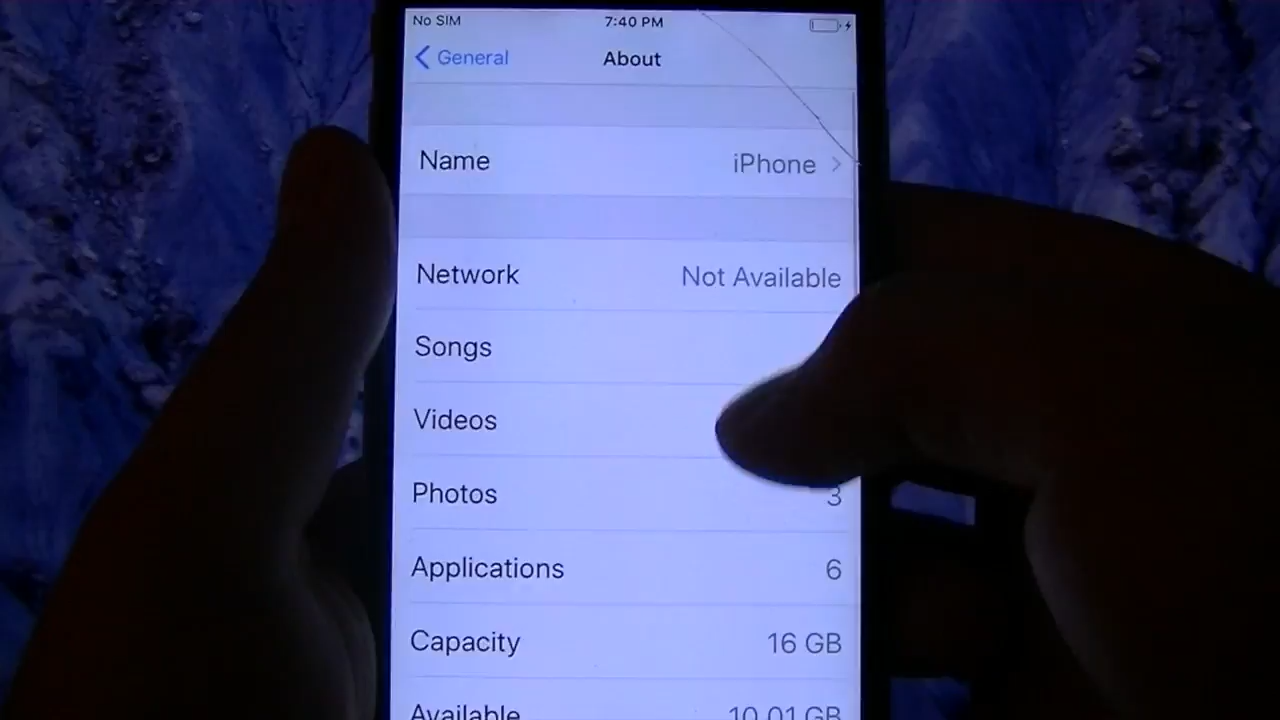 No SIM 7:40 PM
General About
Name iPhone
Network Not Available
Songs
Videos
Photos 3
Applications 6
Capacity 16 GB
Available 10.01 GB